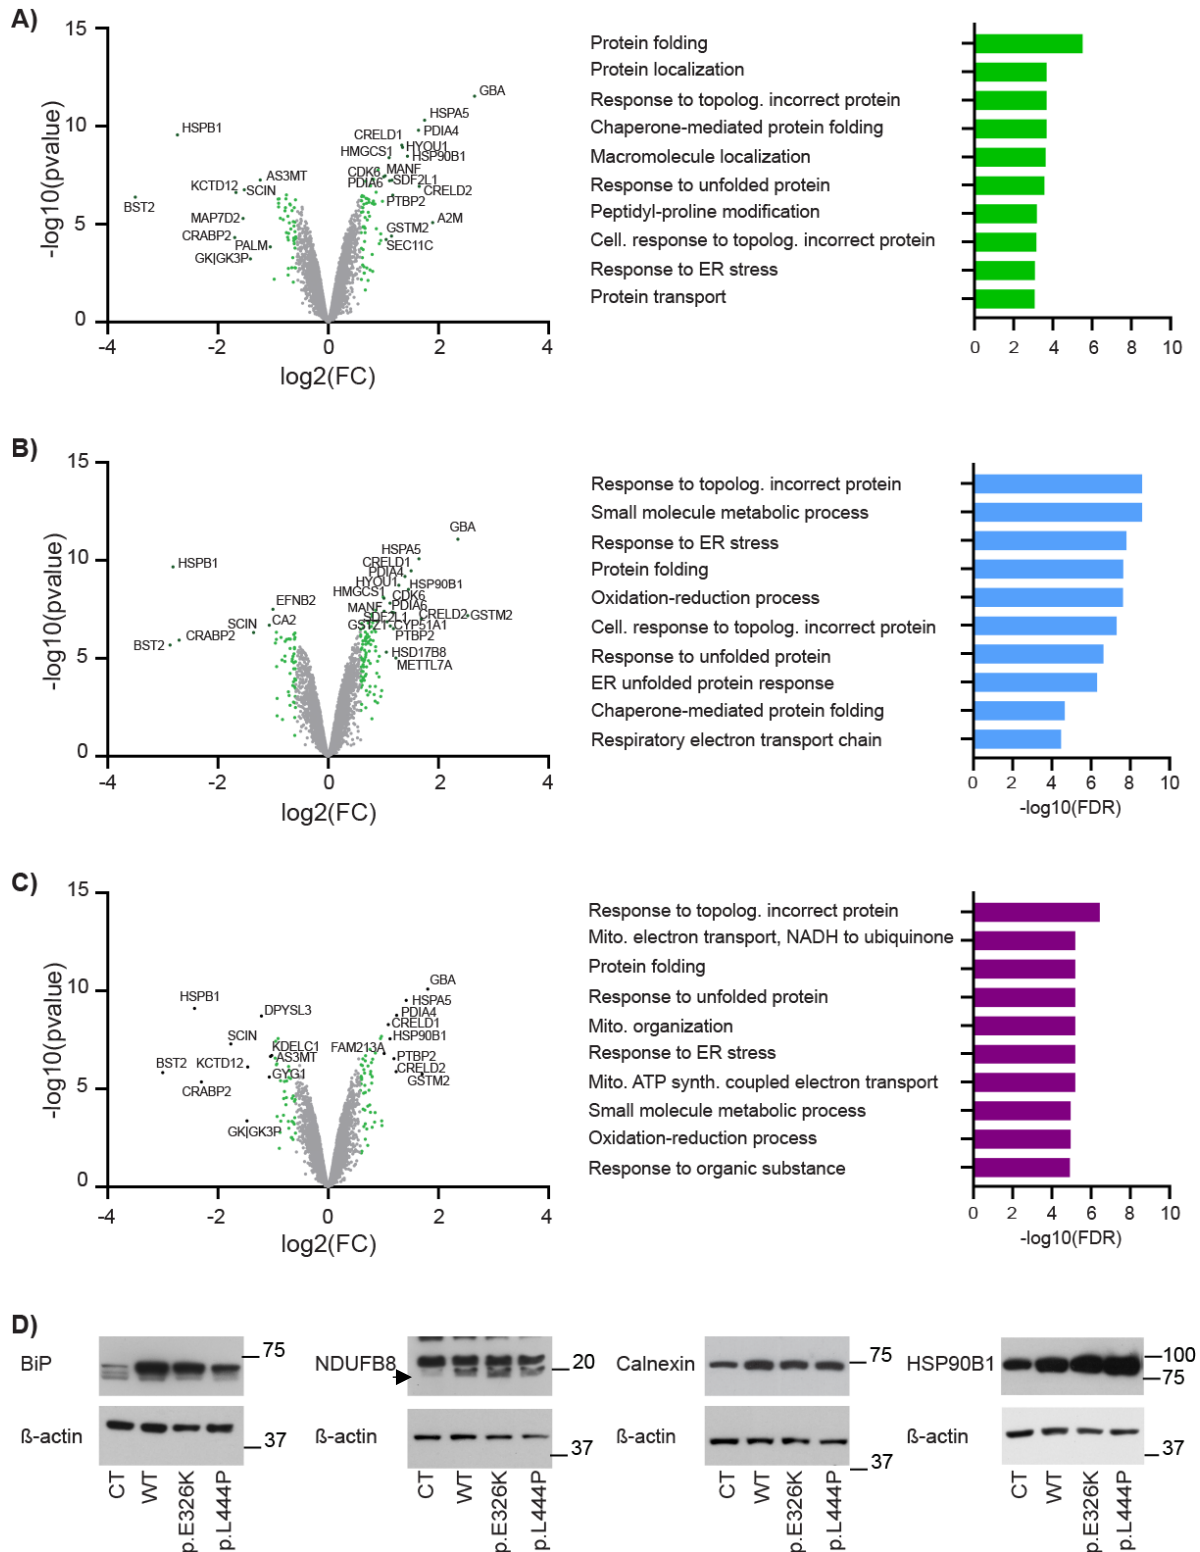 A)
15
10
5
0
-log10(pvalue)
GBA
HSPA5
PDIA4
CRELD1
HYOU1
HMGCS1
HSP90B1
CDK6
MANF
PDIA6
SDF2L1
CRELD2
PTBP2
A2M
GSTM2
SEC11C
HSPB1
AS3MT
KCTD12
SCIN
BST2
MAP7D2
CRABP2
PALM
GK|GK3P
-4
-2
0
2
4
log2(FC)
Protein folding
Protein localization
Response to topolog. incorrect protein
Chaperone-mediated protein folding
Macromolecule localization
Response to unfolded protein
Peptidyl-proline modification
Cell. response to topolog. incorrect protein
Response to ER stress
Protein transport
0 2 4 6 8 10
B)
15
10
5
0
-log10(pvalue)
GBA
HSPA5
CRELD1
PDIA4
HYOU1
HSP90B1
HMGCS1
CDK6
MANF
PDIA6
SDF2L1
CRELD2
GSTM2
CYP51A1
PTBP2
HSD17B8
METTL7A
HSPB1
EFNB2
SCIN
CA2
CRABP2
BST2
-4
-2
0
2
4
log2(FC)
Response to topolog. incorrect protein
Small molecule metabolic process
Response to ER stress
Protein folding
Oxidation-reduction process
Cell. response to topolog. incorrect protein
Response to unfolded protein
ER unfolded protein response
Chaperone-mediated protein folding
Respiratory electron transport chain
0 2 4 6 8 10
-log10(FDR)
C)
15
10
5
0
-log10(pvalue)
GBA
HSPA5
PDIA4
CRELD1
HSP90B1
FAM213A
PTBP2
CRELD2
GSTM2
HSPB1
DPYSL3
SCIN
KDELC1
BST2
KCTD12
AS3MT
GYG1
CRABP2
GK|GK3P
-4
-2
0
2
4
log2(FC)
Response to topolog. incorrect protein
Mito. electron transport, NADH to ubiquinone
Protein folding
Response to unfolded protein
Mito. organization
Response to ER stress
Mito. ATP synth. coupled electron transport
Small molecule metabolic process
Oxidation-reduction process
Response to organic substance
0 2 4 6 8 10
-log10(FDR)
D)
BiP
75
ß-actin
37
CT
WT
p.E326K
p.L444P
NDUFB8
20
ß-actin
37
CT
WT
p.E326K
p.L444P
Calnexin
75
ß-actin
37
CT
WT
p.E326K
p.L444P
HSP90B1
100
75
ß-actin
37
CT
WT
p.E326K
p.L444P